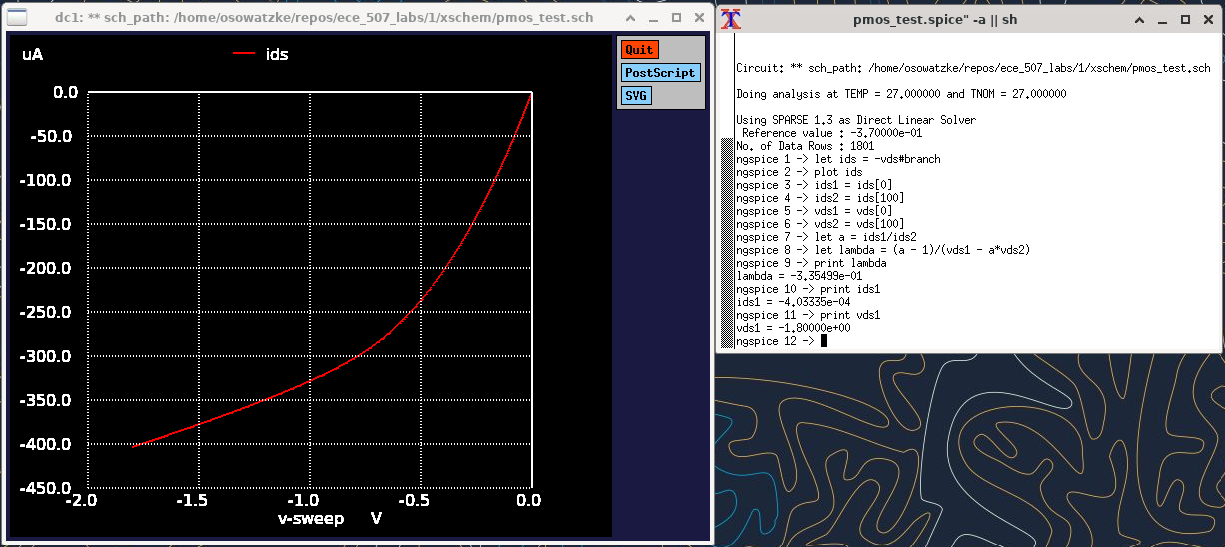 dc1: ** sch_path: /home/osowatzke/repos/ece_507_labs/1/xschem/pmos_test.sch
uA
ids
Quit
PostScript
SVG
0.0
-50.0
-100.0
-150.0
-200.0
-250.0
-300.0
-350.0
-400.0
-450.0
-2.0 -1.5 -1.0 -0.5 0.0
v-sweep V
pmos_test.spice" -a || sh
Circuit: ** sch_path: /home/osowatzke/repos/ece_507_labs/1/xschem/pmos_test.sch
Doing analysis at TEMP = 27.000000 and TNOM = 27.000000
Using SPARSE 1.3 as Direct Linear Solver
Reference value : -3.70000e-01
No. of Data Rows : 1801
ngspice 1 -> let ids = -vds#branch
ngspice 2 -> plot ids
ngspice 3 -> ids1 = ids[0]
ngspice 4 -> ids2 = ids[100]
ngspice 5 -> vds1 = vds[0]
ngspice 6 -> vds2 = vds[100]
ngspice 7 -> let a = ids1/ids2
ngspice 8 -> let lambda = (a - 1)/(vds1 - a*vds2)
ngspice 9 -> print lambda
lambda = -3.35499e-01
ngspice 10 -> print ids1
ids1 = -4.03335e-04
ngspice 11 -> print vds1
vds1 = -1.80000e+00
ngspice 12 ->